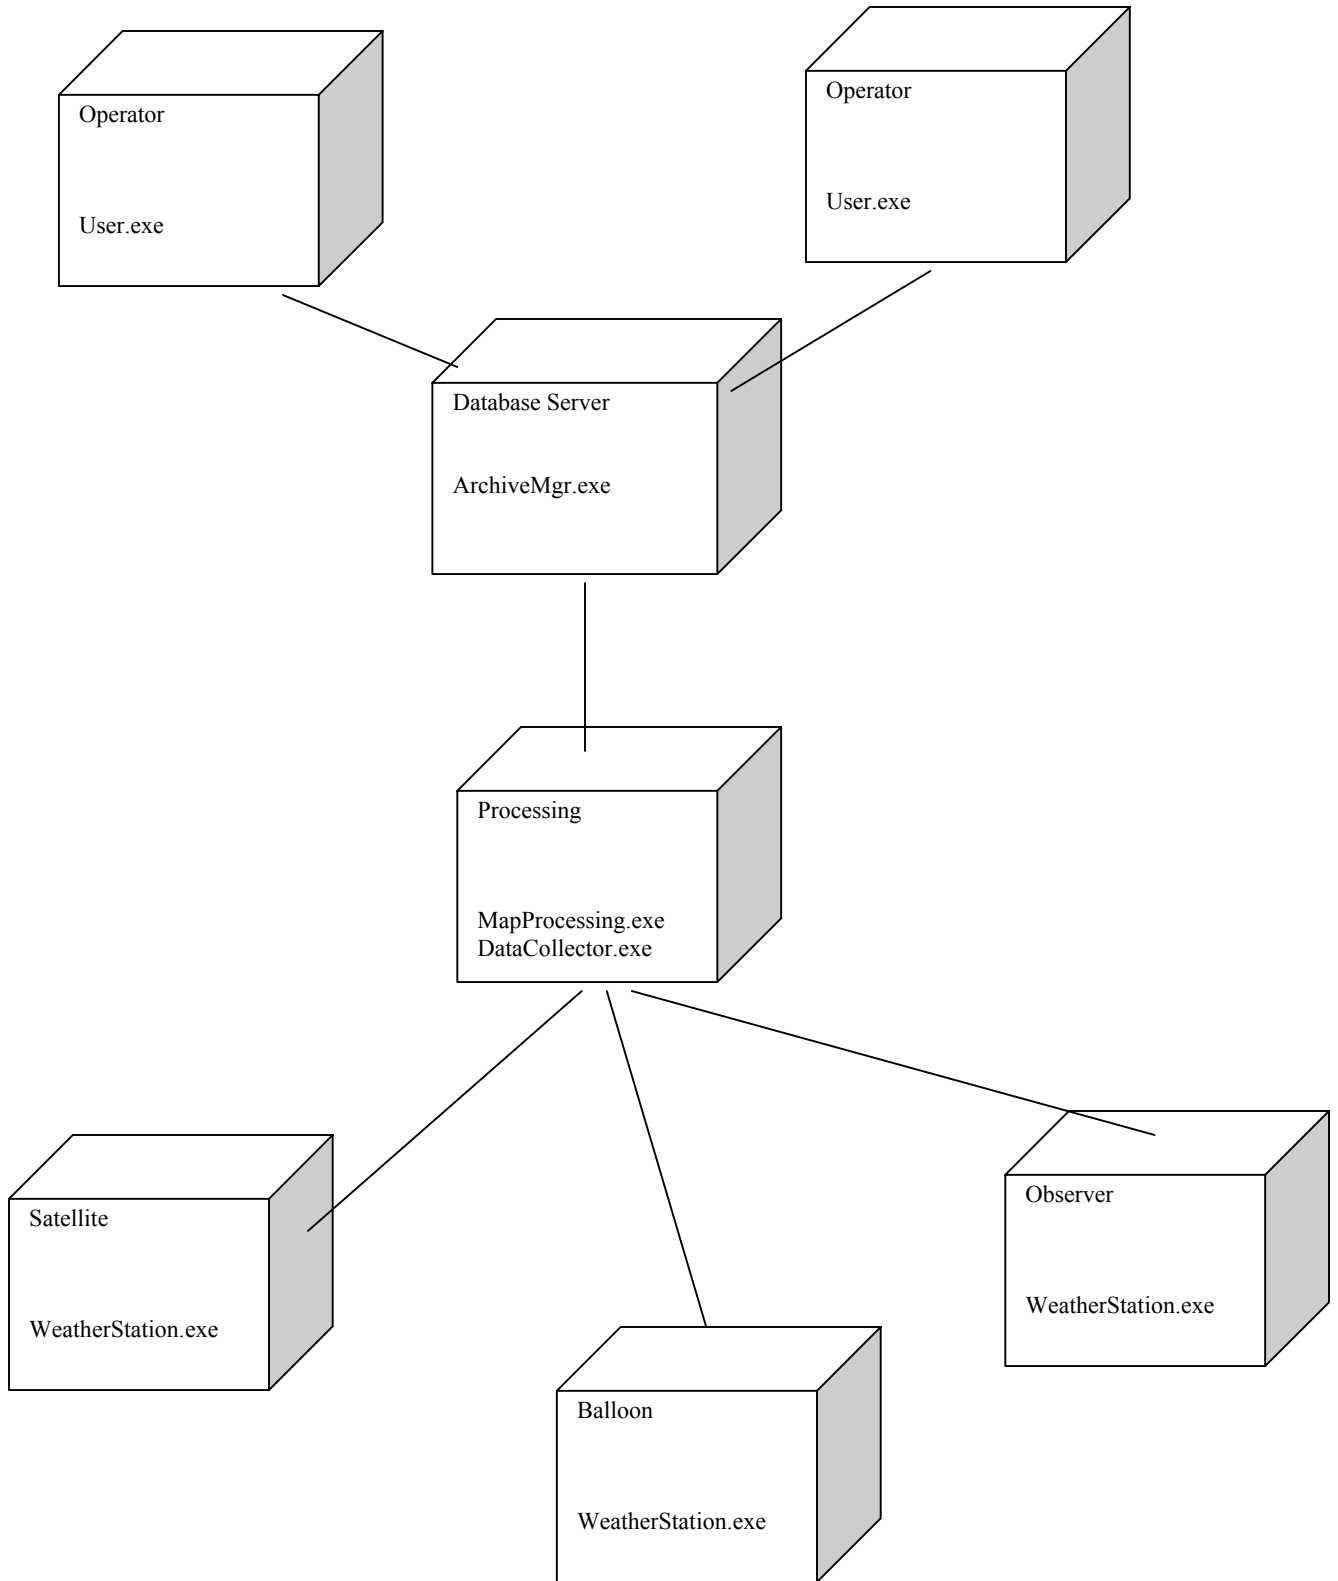 Operator
User.exe
Operator
User.exe
Database Server
ArchiveMgr.exe
Processing
MapProcessing.exe
DataCollector.exe
Satellite
WeatherStation.exe
Balloon
WeatherStation.exe
Observer
WeatherStation.exe